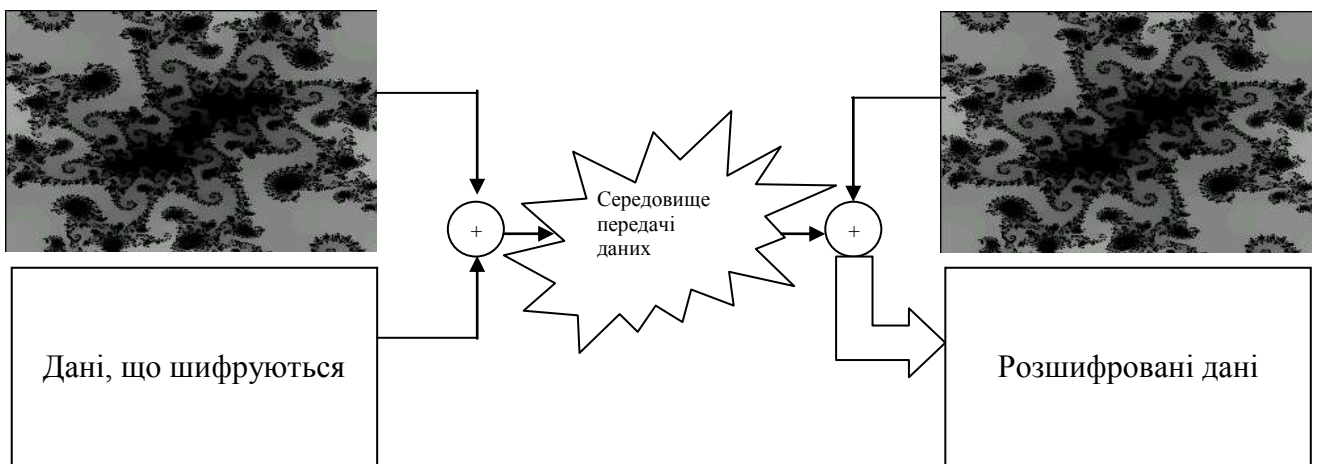 Середовище
передачі
даних
+
+
Дані, що шифруються
Розшифровані дані